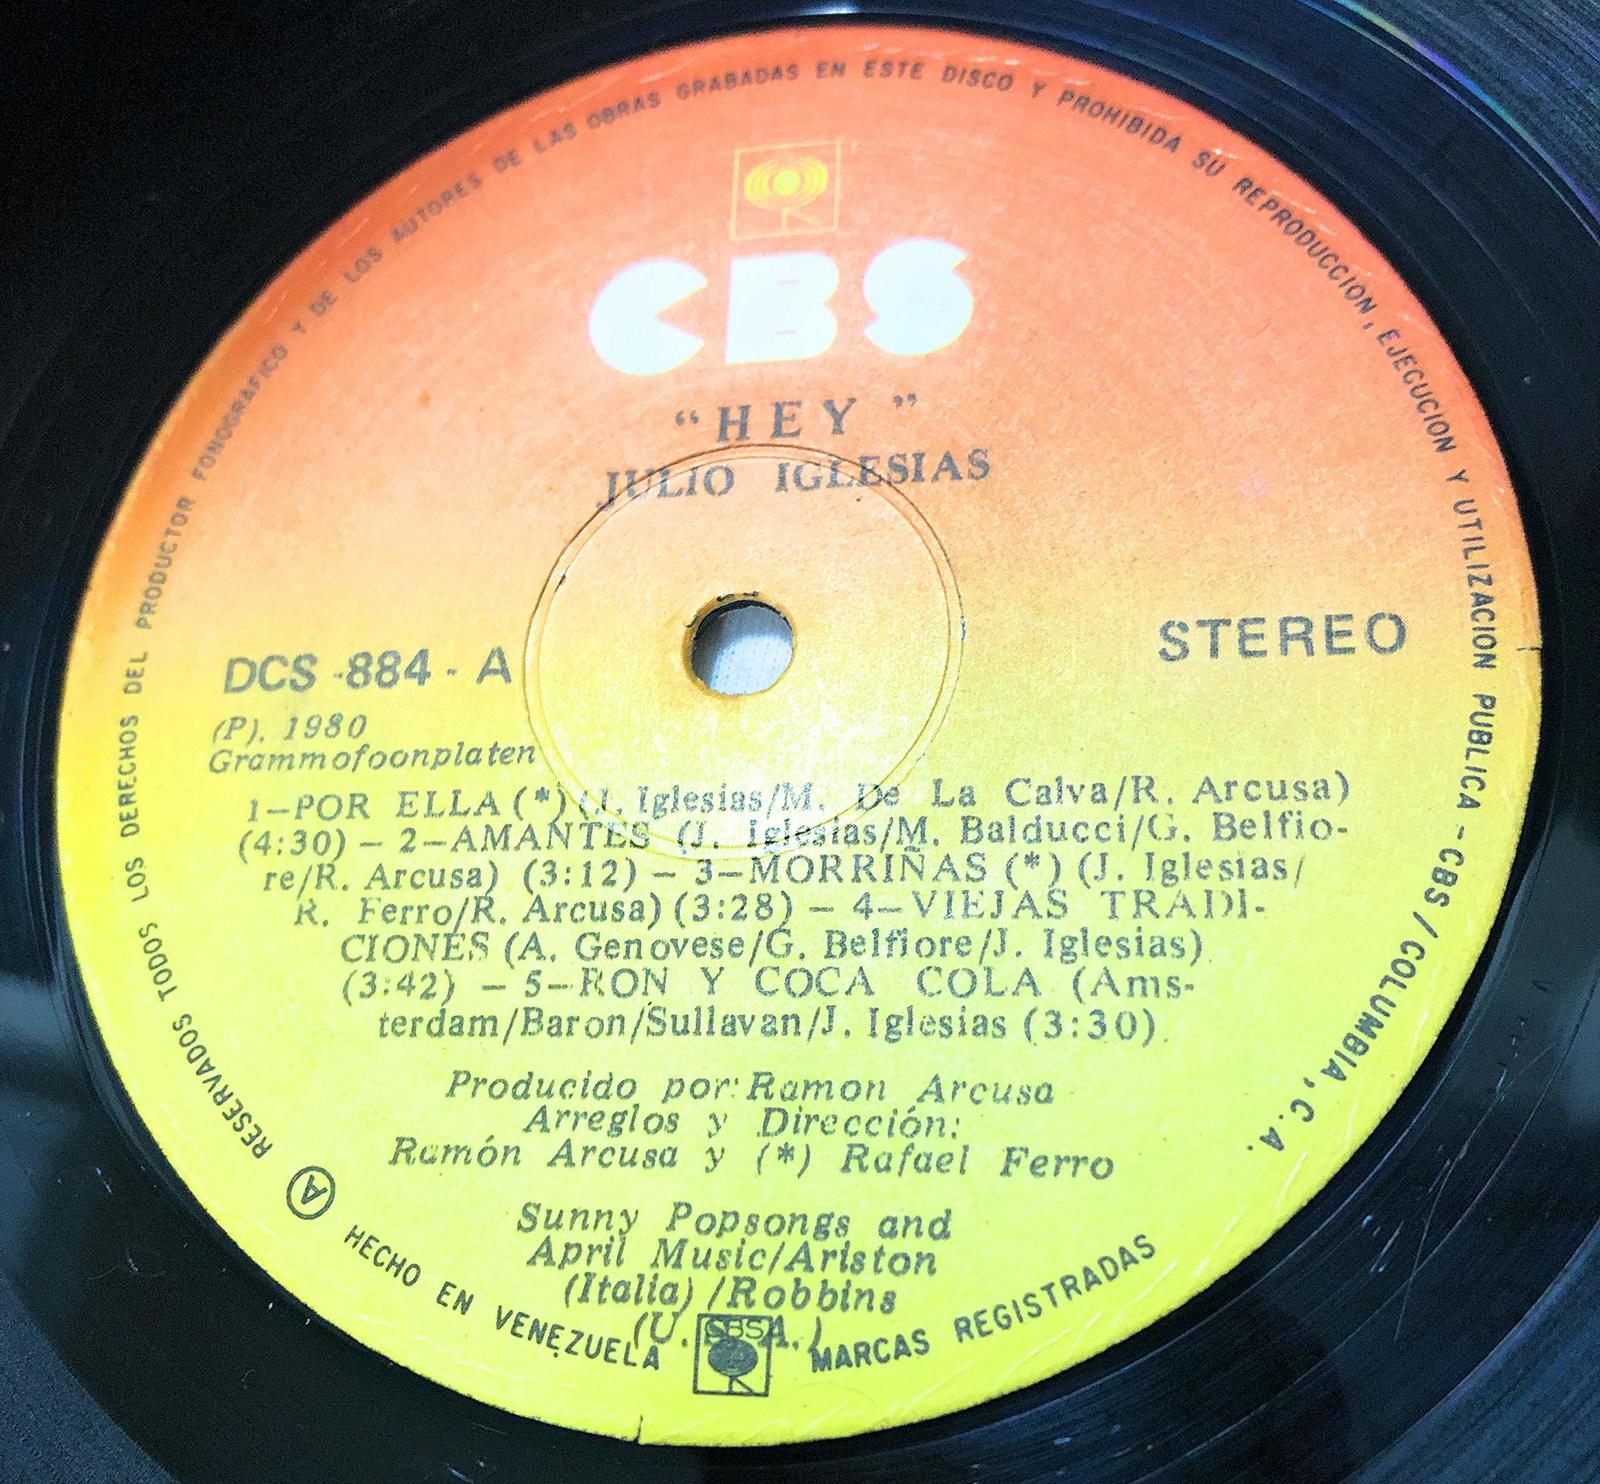 RESERVADOS TODOS LOS DERECHOS DEL PRODUCTOR FONOGRAFICO Y DE LOS AUTORES DE LAS OBRAS GRABADAS EN ESTE DISCO Y PROHIBIDA SU REPRODUCCION, EJECUCION Y UTILIZACION PUBLICA - CBS / COLUMBIA, C. A.
CBS
"HEY"
JULIO IGLESIAS
STEREO
DCS -884 - A
(P). 1980
Grammofoonplaten
1-POR ELLA (*) (J. Iglesias/M. De La Calva/R. Arcusa)
(4:30) - 2-AMANTES (J. Iglesias/M. Balducci/G. Belfio-
re/R. Arcusa) (3:12) - 3-MORRIÑAS (*) (J. Iglesias/
R. Ferro/R. Arcusa) (3:28) - 4-VIEJAS TRADI-
CIONES (A. Genovese/G. Belfiore/J. Iglesias)
(3:42) - 5-RON Y COCA COLA (Ams-
terdam/Baron/Sullavan/J. Iglesias (3:30)
Producido por: Ramon Arcusa
Arreglos y Dirección:
Ramón Arcusa y (*) Rafael Ferro
Sunny Popsongs and
April Music/Ariston
(Italia) /Robbins
(U. S. A.)
A HECHO EN VENEZUELA CBS MARCAS REGISTRADAS